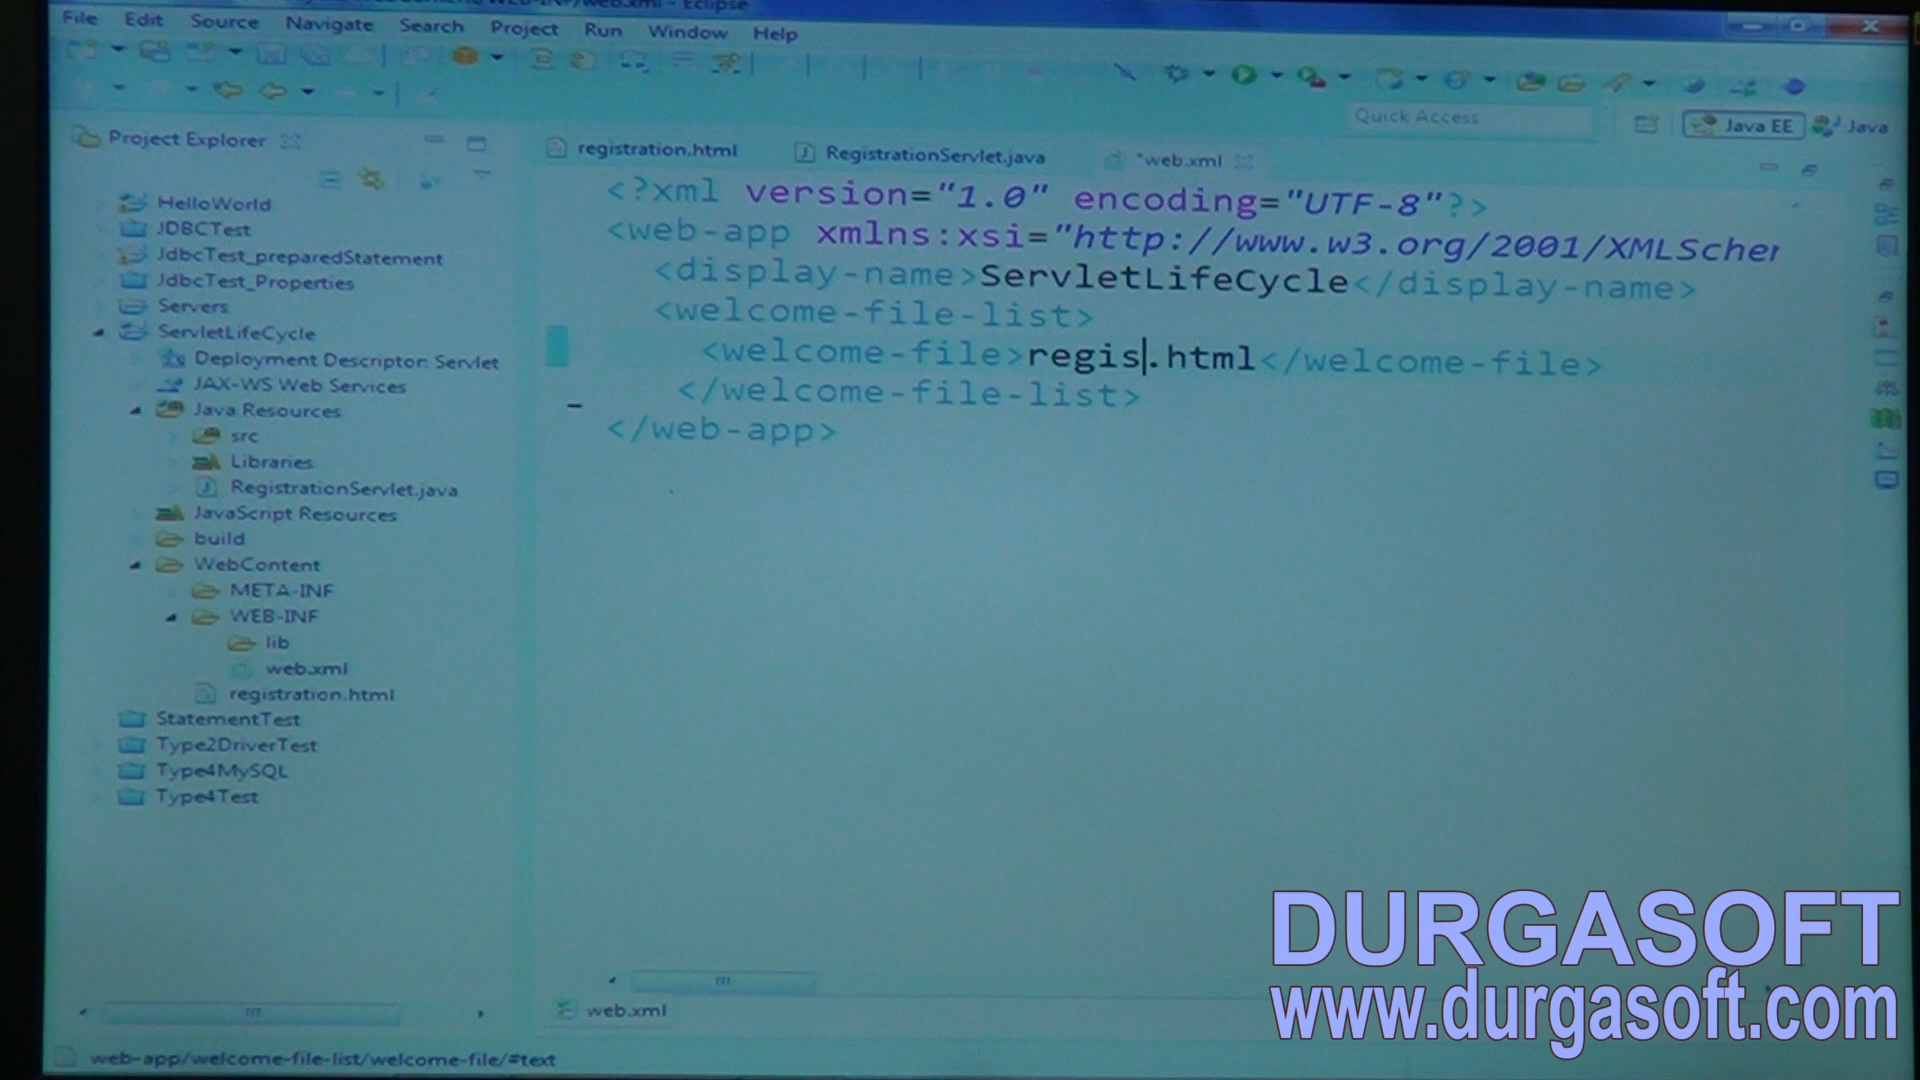 web.xml - Eclipse
File Edit Source Navigate Search Project Run Window Help
Quick Access
Java EE
Java
Project Explorer
registration.html
RegistrationServlet.java
*web.xml
HelloWorld
JDBCTest
JdbcTest_preparedStatement
JdbcTest_Properties
Servers
ServletLifeCycle
Deployment Descriptor: Servlet
JAX-WS Web Services
Java Resources
src
Libraries
RegistrationServlet.java
JavaScript Resources
build
WebContent
META-INF
WEB-INF
lib
web.xml
registration.html
StatementTest
Type2DriverTest
Type4MySQL
Type4Test
<?xml version="1.0" encoding="UTF-8"?>
<web-app xmlns:xsi="http://www.w3.org/2001/XMLSchem
<display-name>ServletLifeCycle</display-name>
<welcome-file-list>
<welcome-file>regis.html</welcome-file>
</welcome-file-list>
</web-app>
web.xml
web-app/welcome-file-list/welcome-file/#text
DURGASOFT
www.durgasoft.com